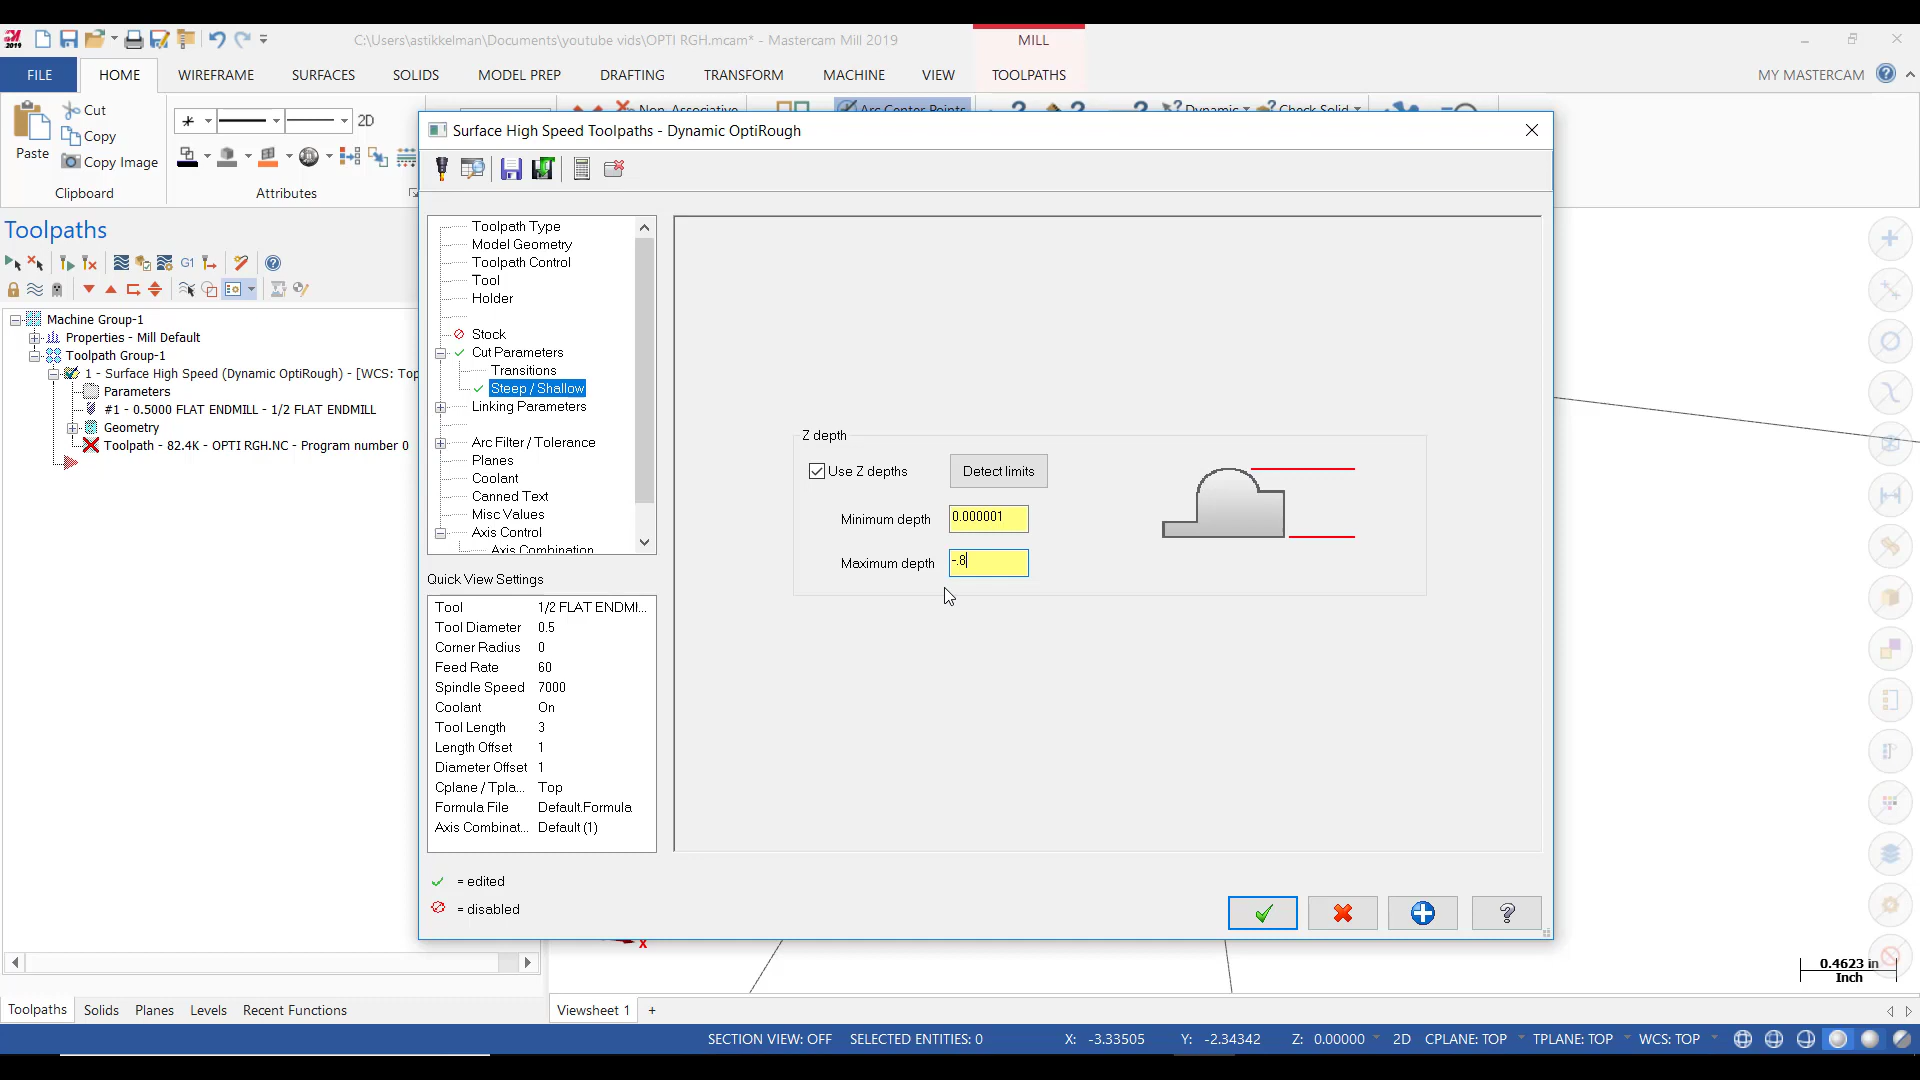 2019
C:\Users\astikkelman\Documents\youtube vids\OPTI RGH.mcam* - Mastercam Mill 2019
MILL
FILE
HOME
WIREFRAME
SURFACES
SOLIDS
MODEL PREP
DRAFTING
TRANSFORM
MACHINE
VIEW
TOOLPATHS
MY MASTERCAM
Paste
Cut
Copy
Copy Image
Clipboard
2D
Attributes
Non-Associative
Arc Center Points
Dynamic
Check Solid
Surface High Speed Toolpaths - Dynamic OptiRough
Toolpaths
G1
Machine Group-1
Properties - Mill Default
Toolpath Group-1
1 - Surface High Speed (Dynamic OptiRough) - [WCS: Top
Parameters
#1 - 0.5000 FLAT ENDMILL - 1/2 FLAT ENDMILL
Geometry
Toolpath - 82.4K - OPTI RGH.NC - Program number 0
Toolpath Type
Model Geometry
Toolpath Control
Tool
Holder
Stock
Cut Parameters
Transitions
Steep / Shallow
Linking Parameters
Arc Filter / Tolerance
Planes
Coolant
Canned Text
Misc Values
Axis Control
Axis Combination
Z depth
Use Z depths
Detect limits
Minimum depth
0.000001
Maximum depth
-.8
Quick View Settings
Tool 1/2 FLAT ENDMI...
Tool Diameter 0.5
Corner Radius 0
Feed Rate 60
Spindle Speed 7000
Coolant On
Tool Length 3
Length Offset 1
Diameter Offset 1
Cplane / Tpla... Top
Formula File Default.Formula
Axis Combinat... Default (1)
= edited
= disabled
x
0.4623 in
Inch
Toolpaths
Solids
Planes
Levels
Recent Functions
Viewsheet 1
+
SECTION VIEW: OFF
SELECTED ENTITIES: 0
X: -3.33505
Y: -2.34342
Z: 0.00000
2D
CPLANE: TOP
TPLANE: TOP
WCS: TOP